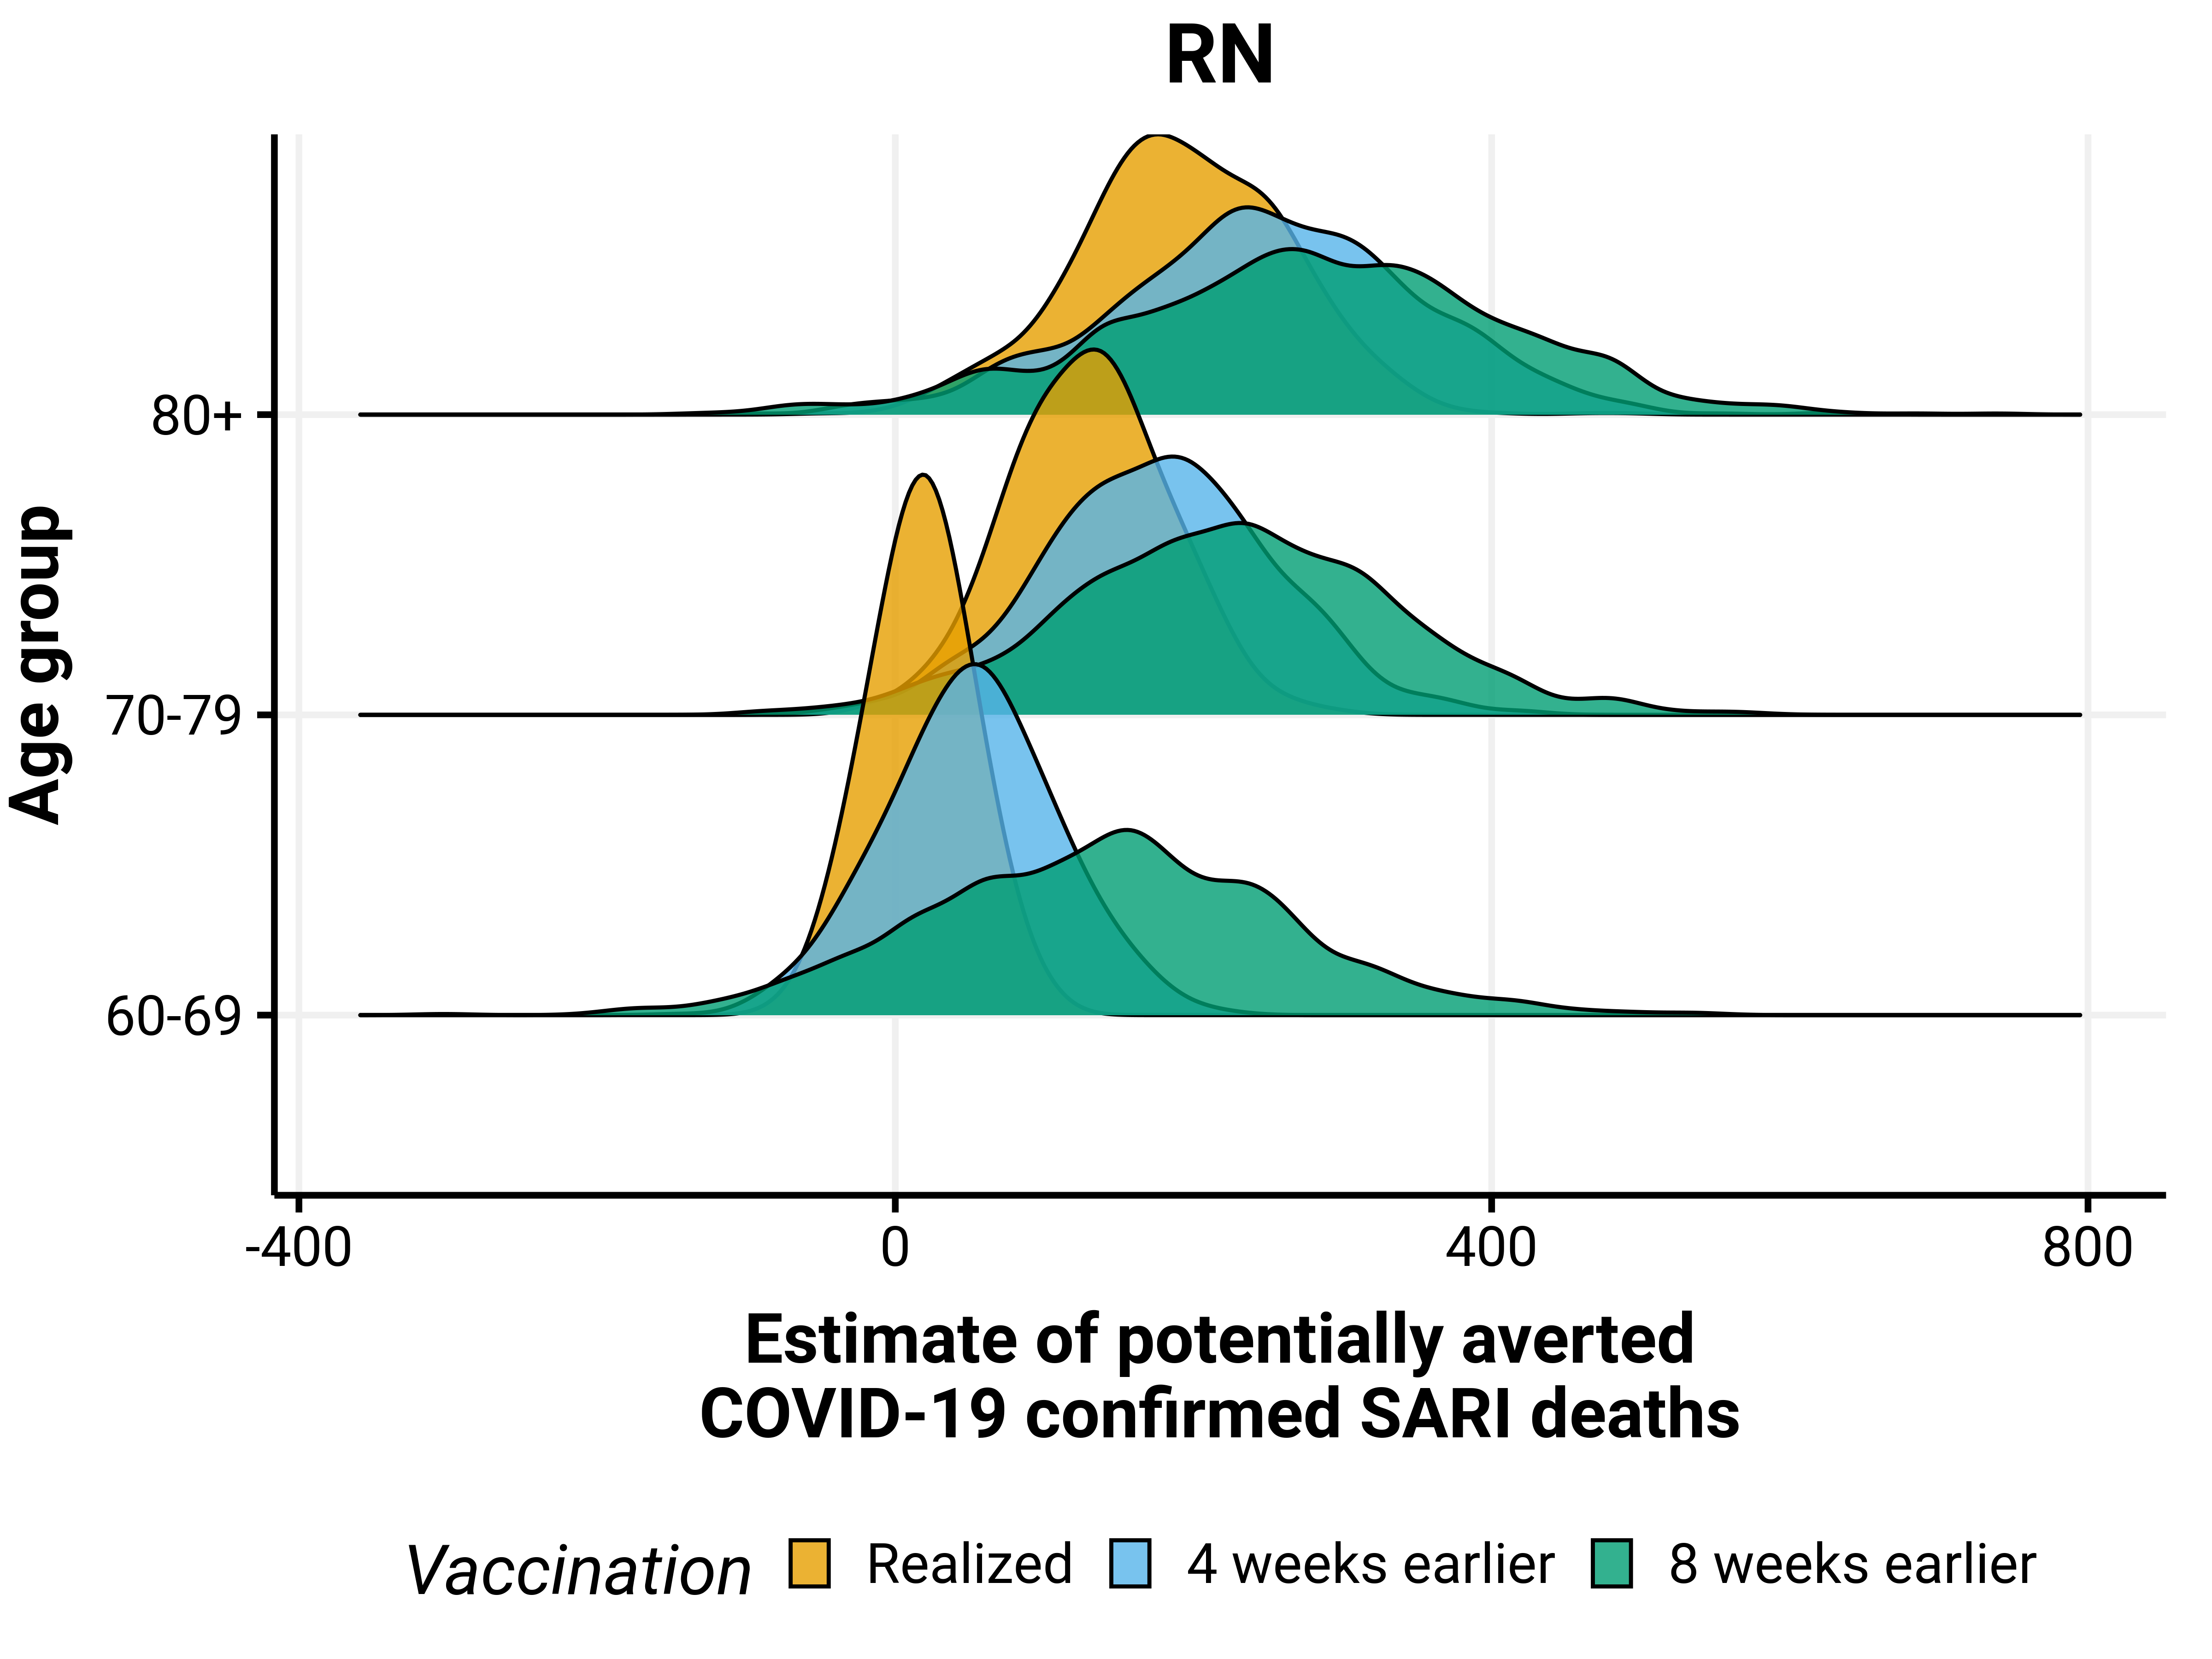 RN
80+
70-79
60-69
Age group
-400 0 400 800
Estimate of potentially averted
COVID-19 confirmed SARI deaths
Vaccination Realized 4 weeks earlier 8 weeks earlier